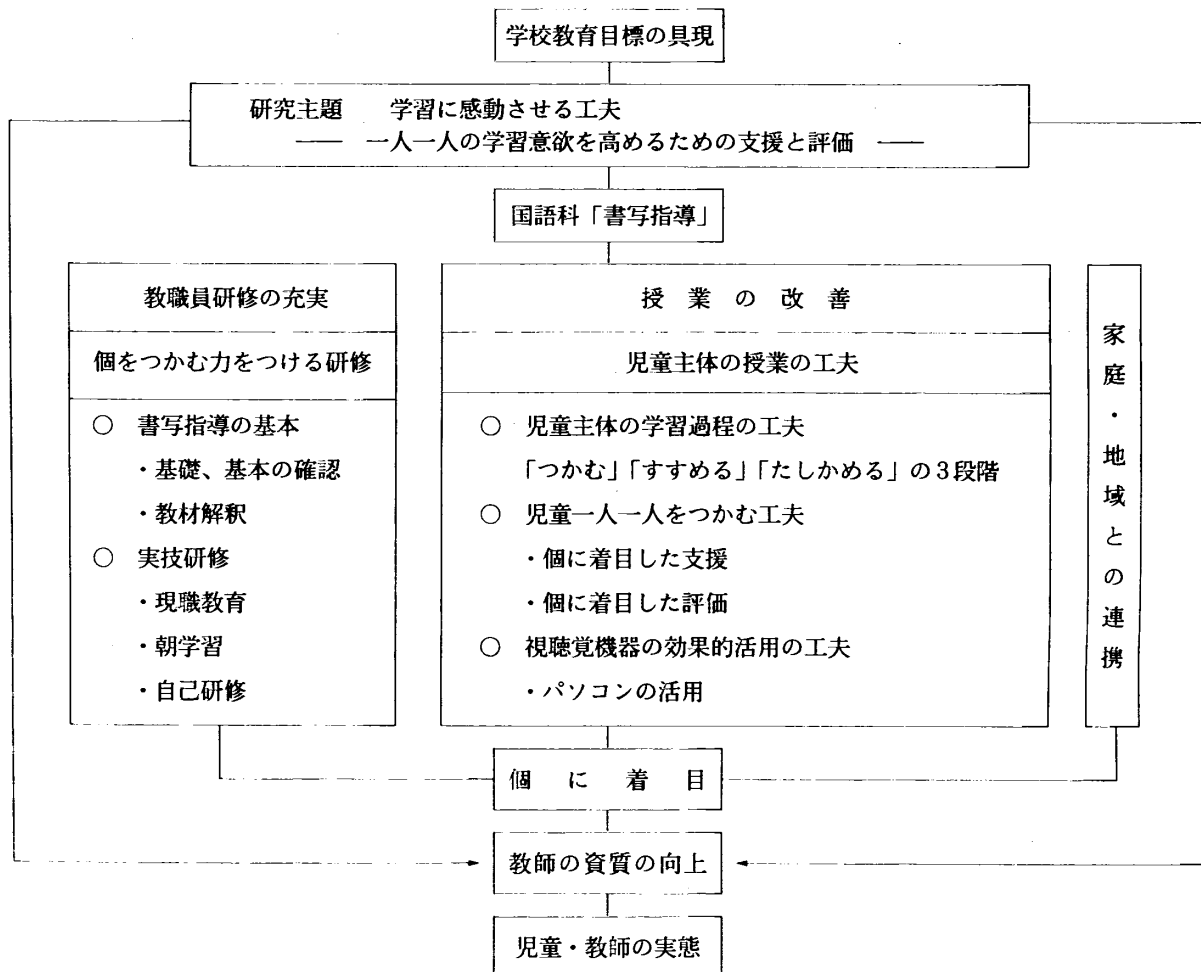 学校教育目標の具現
研究主題　学習に感動させる工夫
―― 一人一人の学習意欲を高めるための支援と評価 ――
国語科「書写指導」
教職員研修の充実
個をつかむ力をつける研修
○ 書写指導の基本
・基礎、基本の確認
・教材解釈
○ 実技研修
・現職教育
・朝学習
・自己研修
授業の改善
児童主体の授業の工夫
○ 児童主体の学習過程の工夫
「つかむ」「すすめる」「たしかめる」の3段階
○ 児童一人一人をつかむ工夫
・個に着目した支援
・個に着目した評価
○ 視聴覚機器の効果的活用の工夫
・パソコンの活用
家庭・地域との連携
個に着目
教師の資質の向上
児童・教師の実態